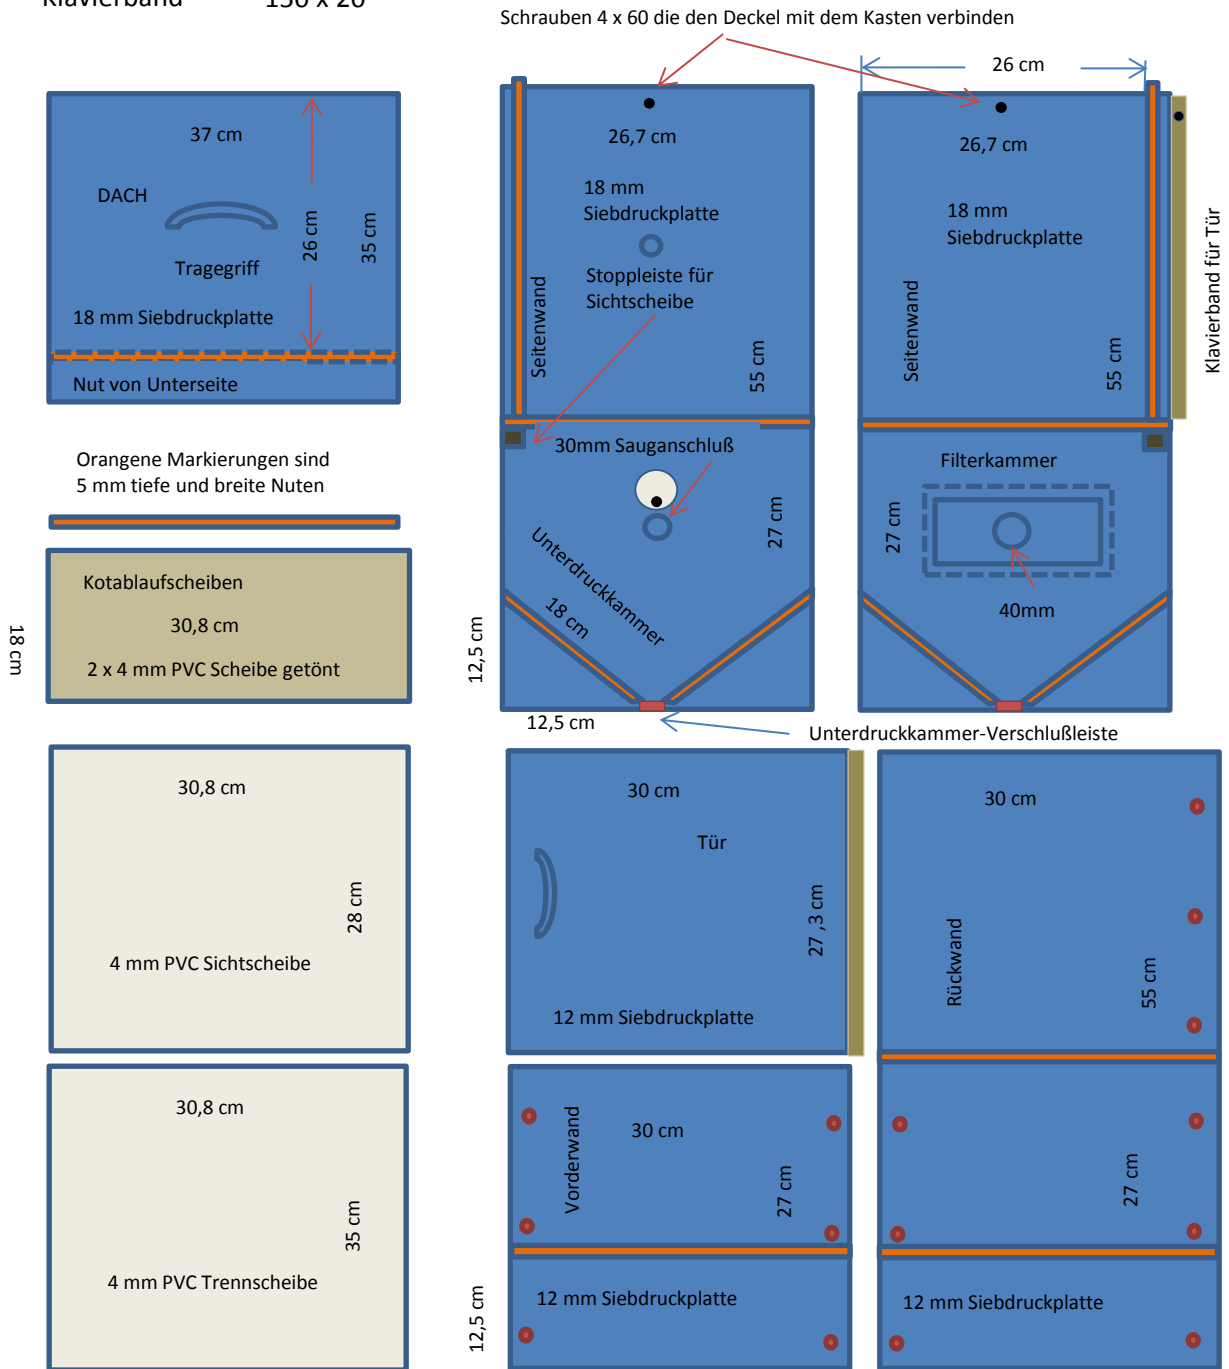 Klavierband 150 x 20
Schrauben 4 x 60 die den Deckel mit dem Kasten verbinden
37 cm
DACH
26 cm
35 cm
Tragegriff
18 mm Siebdruckplatte
Nut von Unterseite
26,7 cm
18 mm
Siebdruckplatte
Stoppleiste für
Sichtscheibe
Seitenwand
55 cm
26 cm
26,7 cm
18 mm
Siebdruckplatte
Seitenwand
55 cm
Klavierband für Tür
Orangene Markierungen sind
5 mm tiefe und breite Nuten
Kotablaufscheiben
30,8 cm
2 x 4 mm PVC Scheibe getönt
18 cm
30mm Sauganschluß
27 cm
Unterdruckkammer
18 cm
12,5 cm
12,5 cm
Filterkammer
27 cm
40mm
Unterdruckkammer-Verschlußleiste
30,8 cm
28 cm
4 mm PVC Sichtscheibe
30 cm
Tür
27 ,3 cm
12 mm Siebdruckplatte
30 cm
Rückwand
55 cm
27 cm
12 mm Siebdruckplatte
30,8 cm
35 cm
4 mm PVC Trennscheibe
Vorderwand
30 cm
27 cm
12,5 cm
12 mm Siebdruckplatte